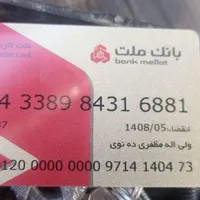 بانک ملت
bank mellat
4 3389 8431 6881
انقضاء: 1408/05
ولی اله مظفری ده نوی
120 0000 0000 9714 1404 73